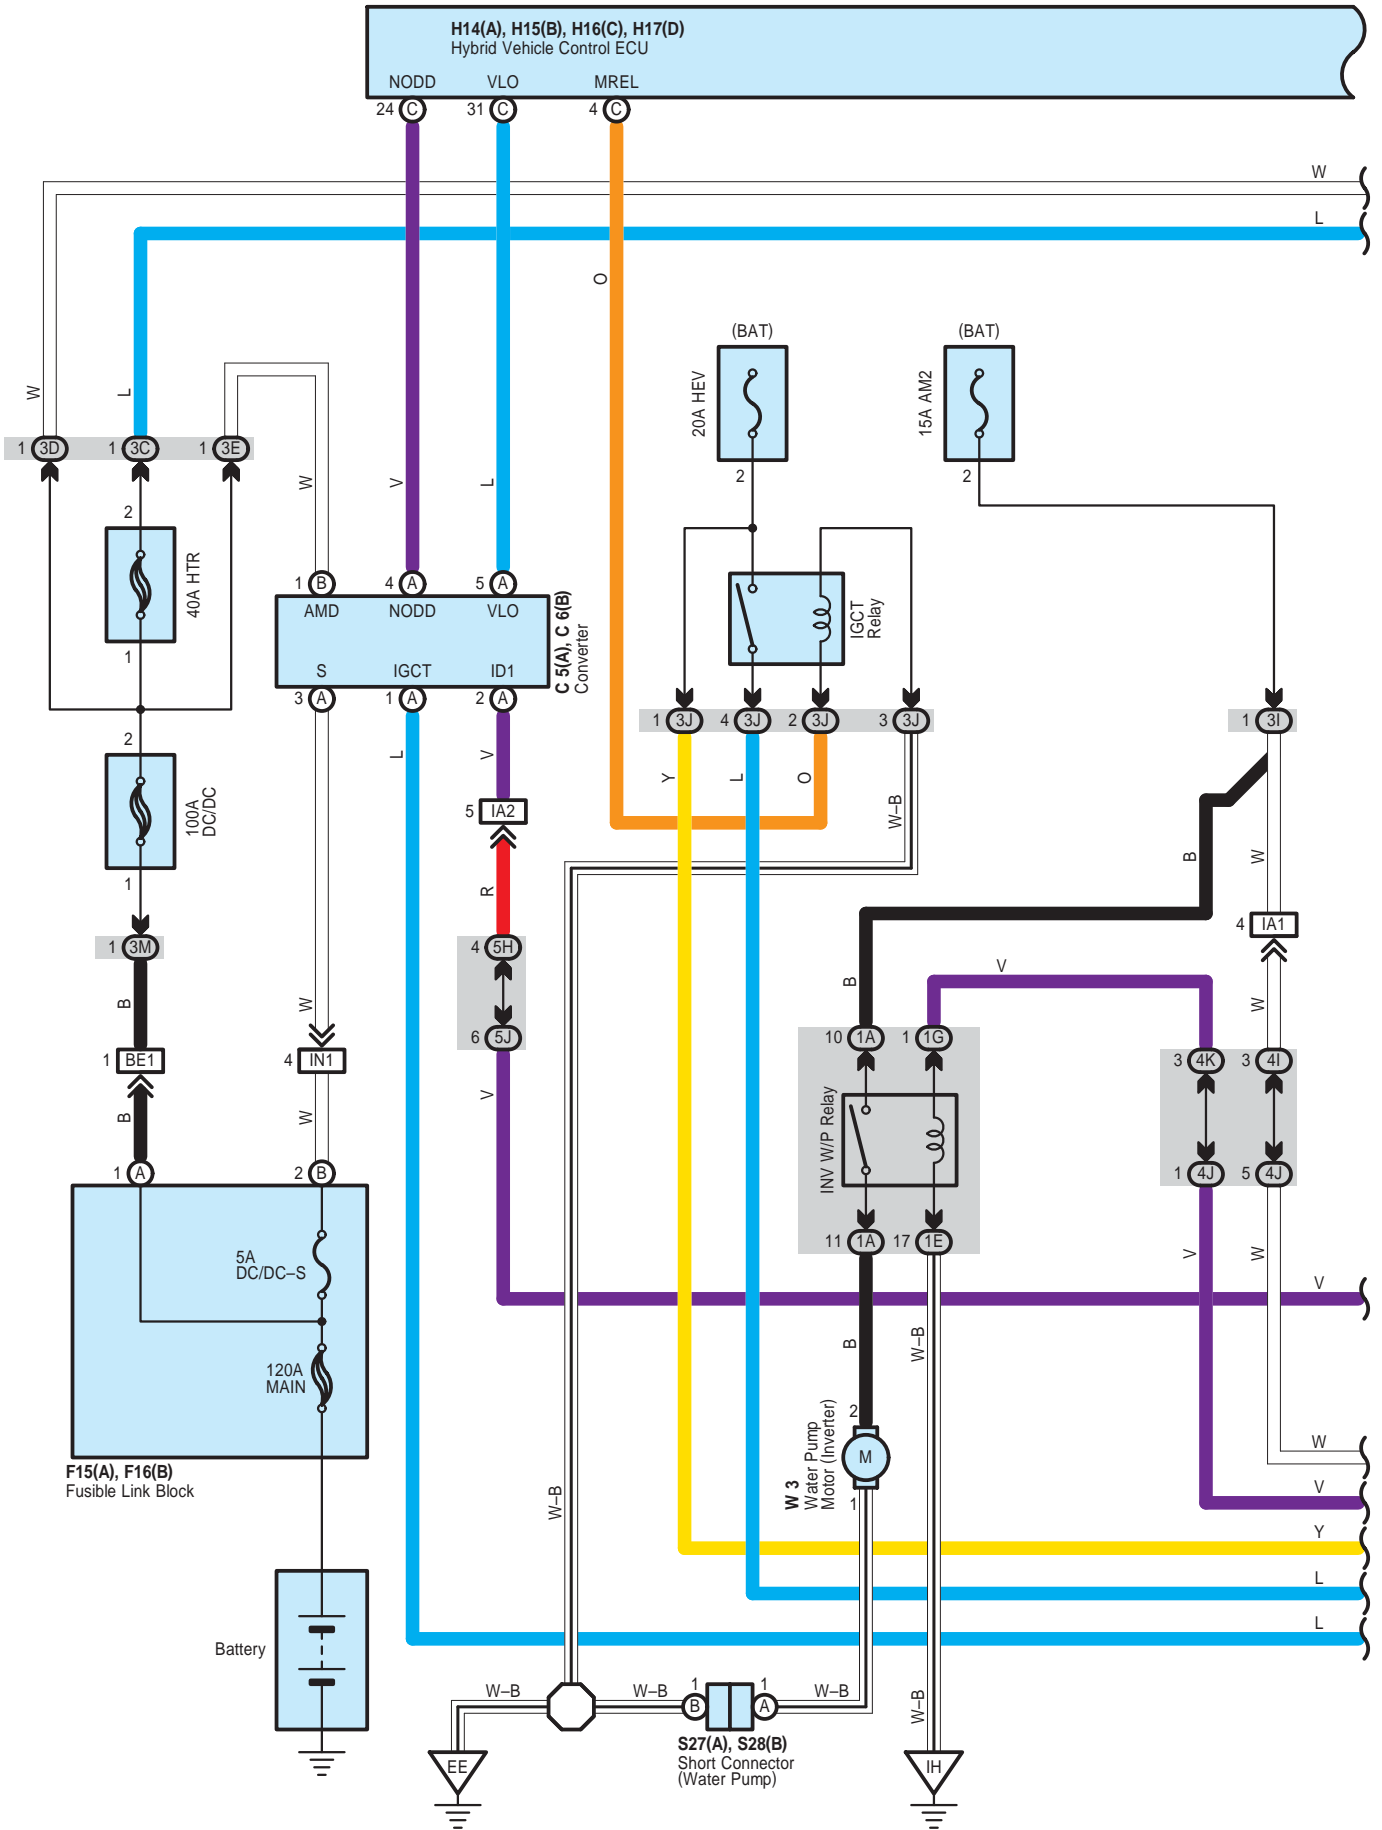 H14(A), H15(B), H16(C), H17(D)
Hybrid Vehicle Control ECU
NODD VLO MREL
24 C 31 C 4 C
W
L
O
(BAT) (BAT)
20A HEV
15A AM2
2 2
W L
1 3D 1 3C 1 3E
W V L
2
40A HTR
1
1 B 4 A 5 A
AMD NODD VLO
S IGCT ID1
C 5(A), C 6(B)
Converter
3 A 1 A 2 A
IGCT
Relay
1 3J 4 3J 2 3J 3 3J 1 3I
2
100A
DC/DC
1
L V
Y L O W–B
5 IA2
R
B W
4 IA1
1 3M
4 5H
6 5J
B W
V
B
V
W
1 BE1
4 IN1
B W
V
10 1A 1 1G
INV W/P Relay
11 1A 17 1E
3 4K 3 4I
1 4J 5 4J
1 A 2 B
5A
DC/DC–S
120A
MAIN
F15(A), F16(B)
Fusible Link Block
V W
V
B W–B
2
M
1
W 3
Water Pump
Motor (Inverter)
W
V
Y
L
L
W–B
Battery
W–B W–B 1 B 1 A W–B W–B
S27(A), S28(B)
Short Connector
(Water Pump)
EE IH